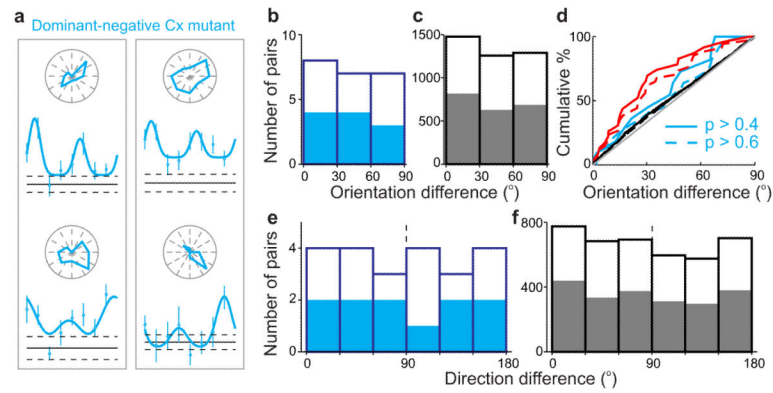 a
Dominant-negative Cx mutant
b
Number of pairs
10
5
0
0 30 60 90
c
1500
1000
500
0
0 30 60 90
Orientation difference (°)
d
Cumulative %
100
50
0
0 30 60 90
p > 0.4
p > 0.6
Orientation difference (°)
e
Number of pairs
4
2
0
0 90 180
f
800
400
0
0 90 180
Direction difference (°)